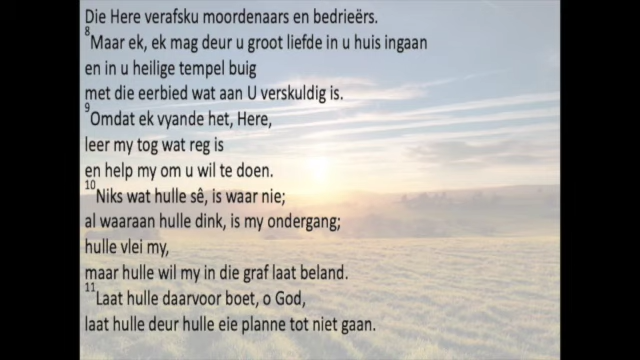 Die Here verafsku moordenaars en bedrieërs.
8Maar ek, ek mag deur u groot liefde in u huis ingaan
en in u heilige tempel buig
met die eerbied wat aan U verskuldig is.
9Omdat ek vyande het, Here,
leer my tog wat reg is
en help my om u wil te doen.
10Niks wat hulle sê, is waar nie;
al waaraan hulle dink, is my ondergang;
hulle vlei my,
maar hulle wil my in die graf laat beland.
11Laat hulle daarvoor boet, o God,
laat hulle deur hulle eie planne tot niet gaan.